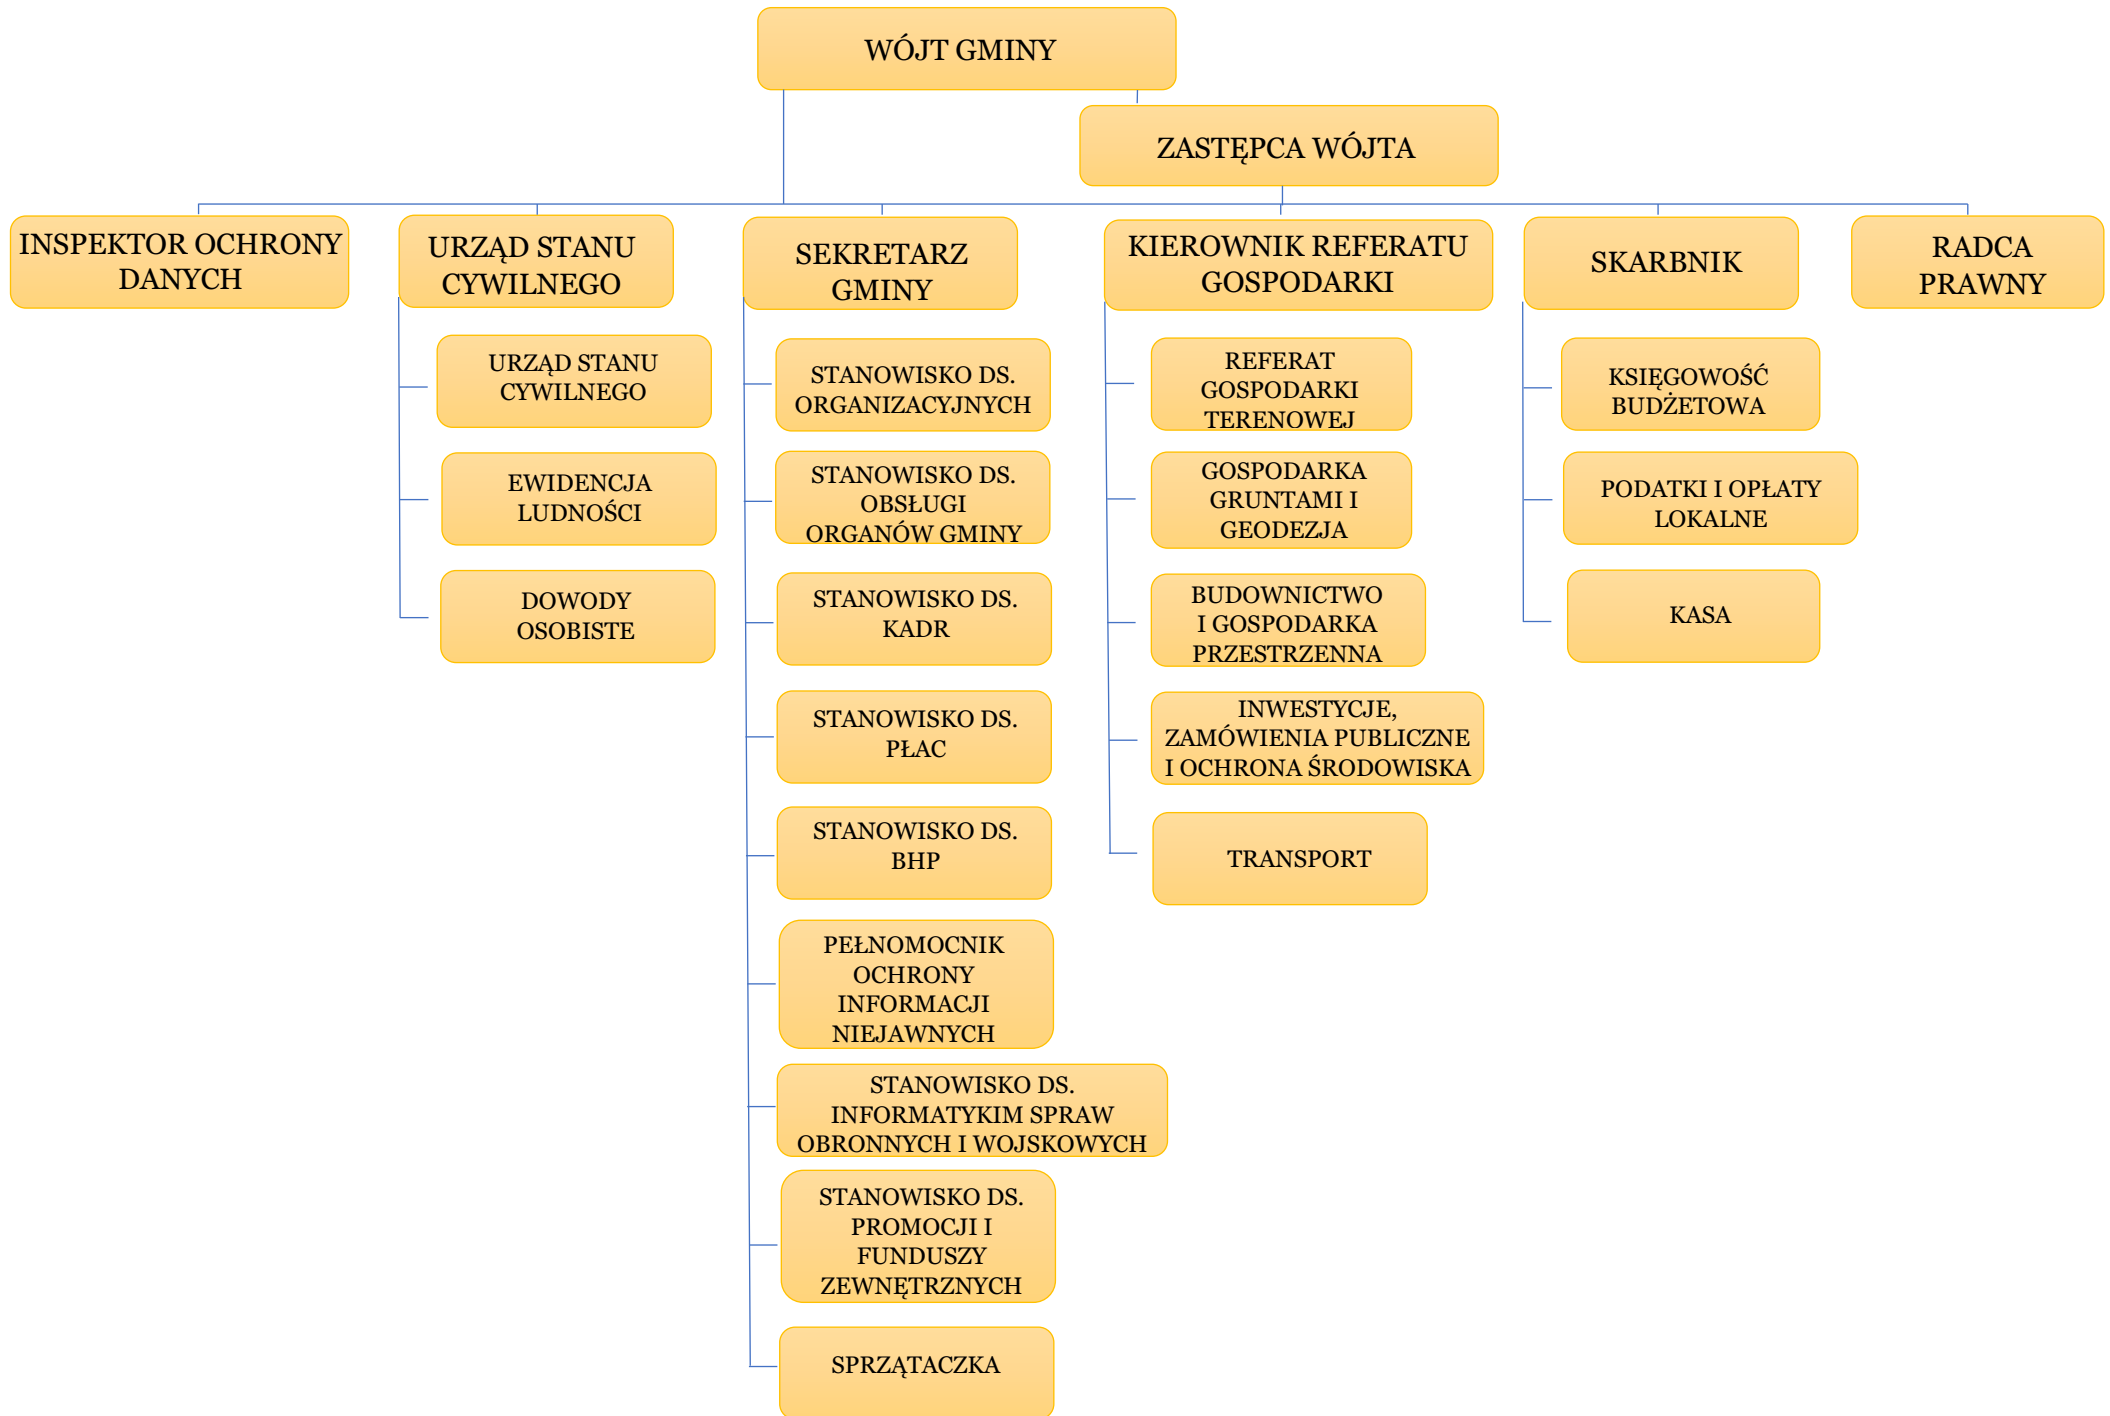 WÓJT GMINY
ZASTĘPCA WÓJTA
INSPEKTOR OCHRONY
DANYCH
URZĄD STANU
CYWILNEGO
SEKRETARZ
GMINY
KIEROWNIK REFERATU
GOSPODARKI
SKARBNIK
RADCA
PRAWNY
URZĄD STANU
CYWILNEGO
EWIDENCJA
LUDNOŚCI
DOWODY
OSOBISTE
STANOWISKO DS.
ORGANIZACYJNYCH
STANOWISKO DS.
OBSŁUGI
ORGANÓW GMINY
STANOWISKO DS.
KADR
STANOWISKO DS.
PŁAC
STANOWISKO DS.
BHP
PEŁNOMOCNIK
OCHRONY
INFORMACJI
NIEJAWNYCH
STANOWISKO DS.
INFORMATYKIM SPRAW
OBRONNYCH I WOJSKOWYCH
STANOWISKO DS.
PROMOCJI I
FUNDUSZY
ZEWNĘTRZNYCH
SPRZĄTACZKA
REFERAT
GOSPODARKI
TERENOWEJ
GOSPODARKA
GRUNTAMI I
GEODEZJA
BUDOWNICTWO
I GOSPODARKA
PRZESTRZENNA
INWESTYCJE,
ZAMÓWIENIA PUBLICZNE
I OCHRONA ŚRODOWISKA
TRANSPORT
KSIĘGOWOŚĆ
BUDŻETOWA
PODATKI I OPŁATY
LOKALNE
KASA